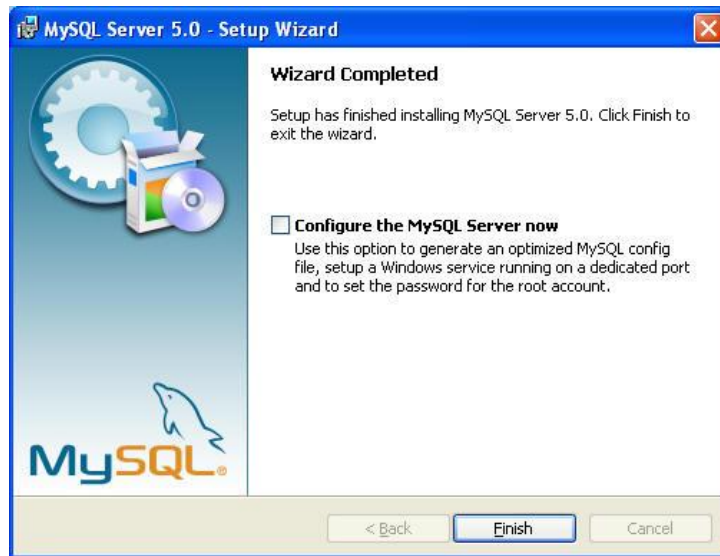 MySQL Server 5.0 - Setup Wizard
Wizard Completed
Setup has finished installing MySQL Server 5.0. Click Finish to
exit the wizard.
Configure the MySQL Server now
Use this option to generate an optimized MySQL config
file, setup a Windows service running on a dedicated port
and to set the password for the root account.
MySQL®
< Back
Finish
Cancel